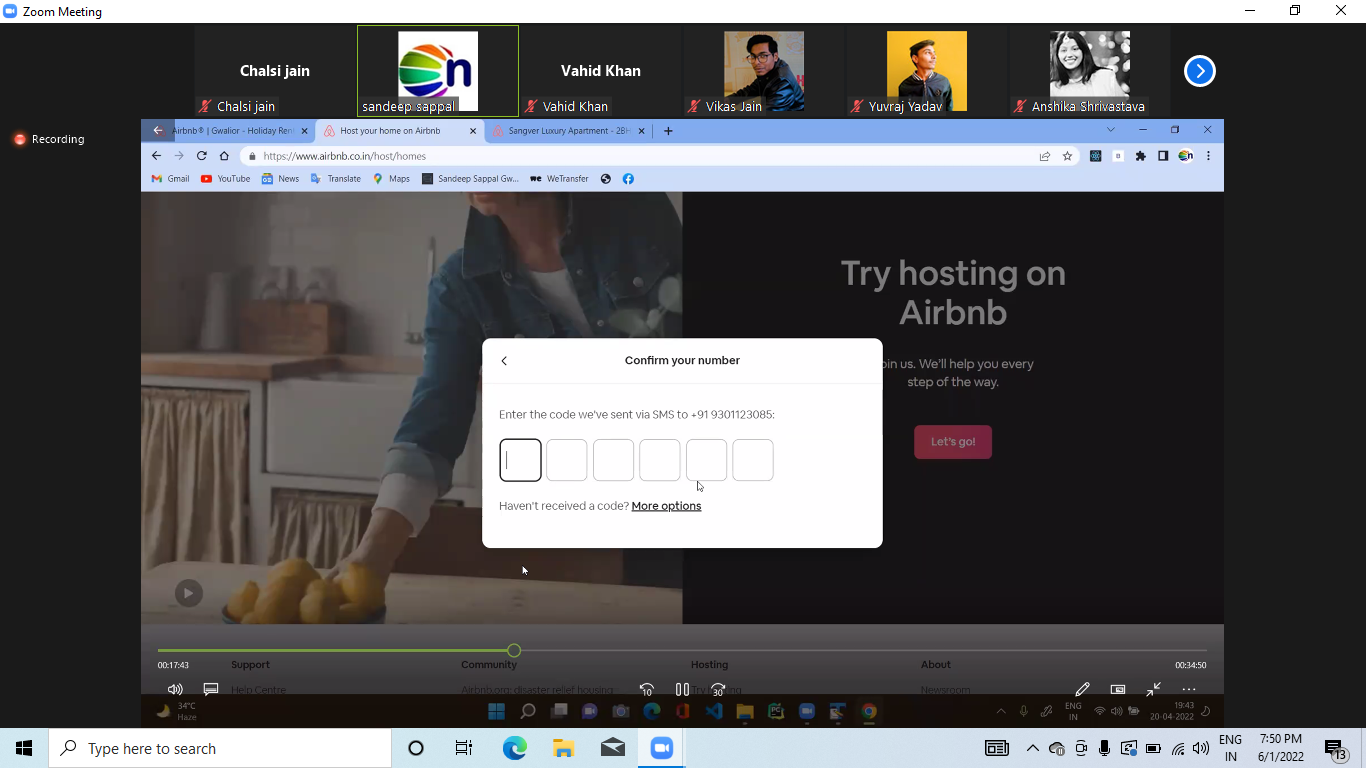 Zoom Meeting
Chalsi jain
Vahid Khan
Chalsi jain
sandeep sappal
Vahid Khan
Vikas Jain
Yuvraj Yadav
Anshika Shrivastava
Recording
Airbnb® | Gwalior - Holiday Ren
Host your home on Airbnb
Sangver Luxury Apartment - 2BH
https://www.airbnb.co.in/host/homes
Gmail
YouTube
News
Translate
Maps
Sandeep Sappal Gw...
WeTransfer
Try hosting on
Airbnb
oin us. We'll help you every
step of the way.
Let's go!
Confirm your number
Enter the code we've sent via SMS to +91 9301123085:
Haven't received a code? More options
00:17:43
00:34:50
Support
Community
Hosting
About
Help Centre
Airbnb.org: disaster relief housing
Newsroom
10
30
34°C
Haze
ENG
IN
19:43
20-04-2022
Type here to search
ENG
IN
7:50 PM
6/1/2022
13